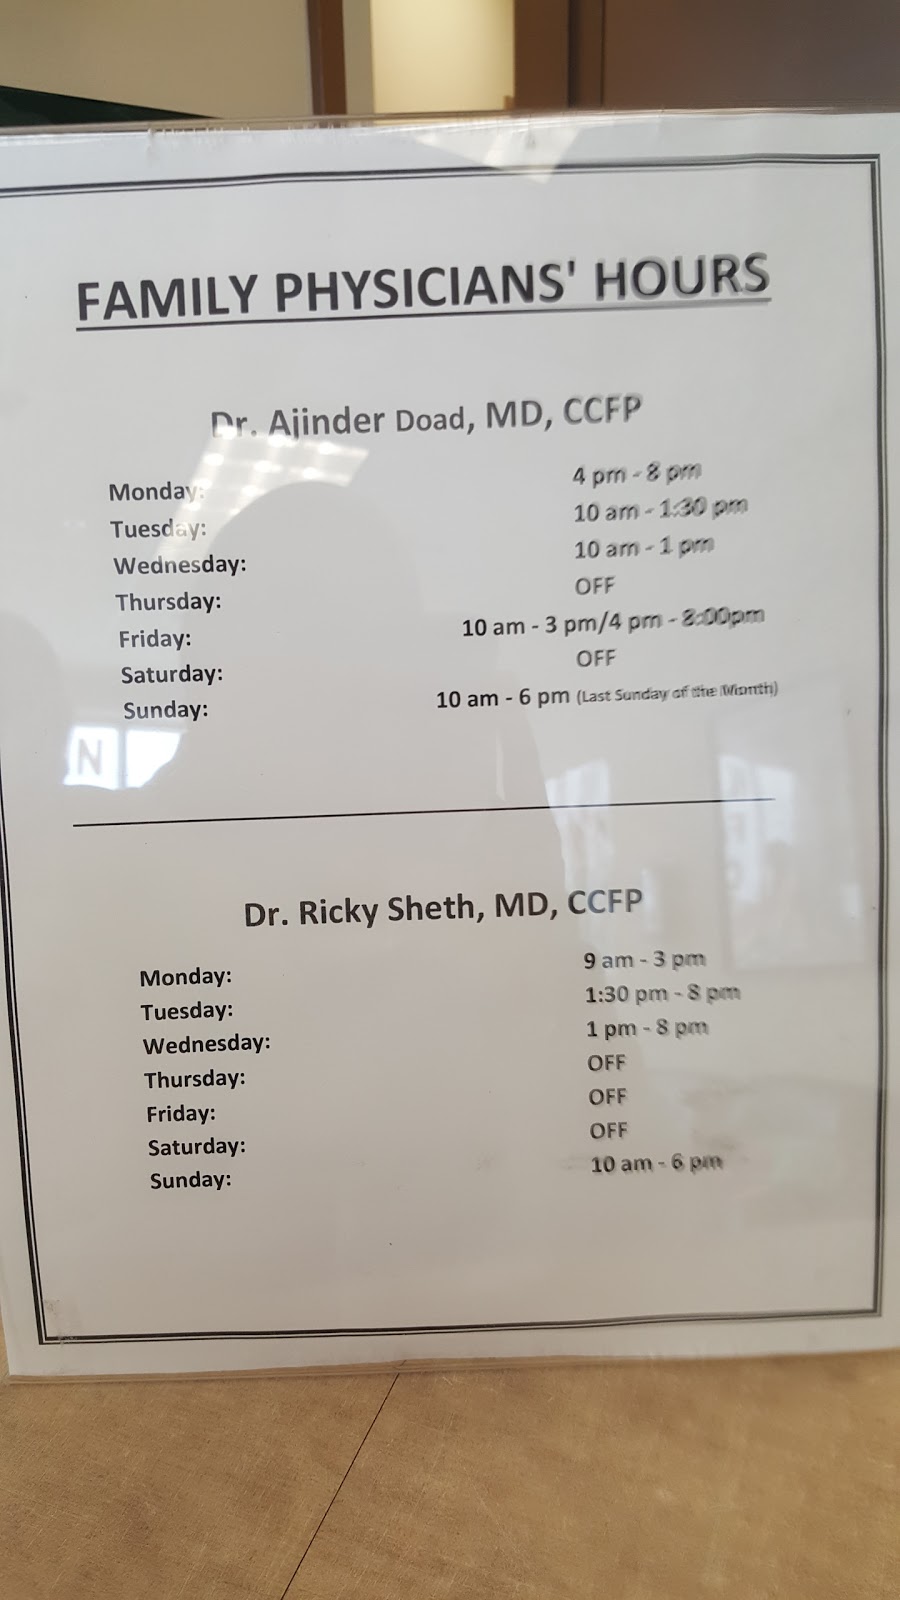 FAMILY PHYSICIANS' HOURS
Dr. Ajinder Doad, MD, CCFP
Monday: 4 pm - 8 pm
Tuesday: 10 am - 1:30 pm
Wednesday: 10 am - 1 pm
Thursday: OFF
Friday: 10 am - 3 pm/4 pm - 8:00pm
Saturday: OFF
Sunday: 10 am - 6 pm (Last Sunday of the Month)
N
Dr. Ricky Sheth, MD, CCFP
Monday: 9 am - 3 pm
Tuesday: 1:30 pm - 8 pm
Wednesday: 1 pm - 8 pm
Thursday: OFF
Friday: OFF
Saturday: OFF
Sunday: 10 am - 6 pm